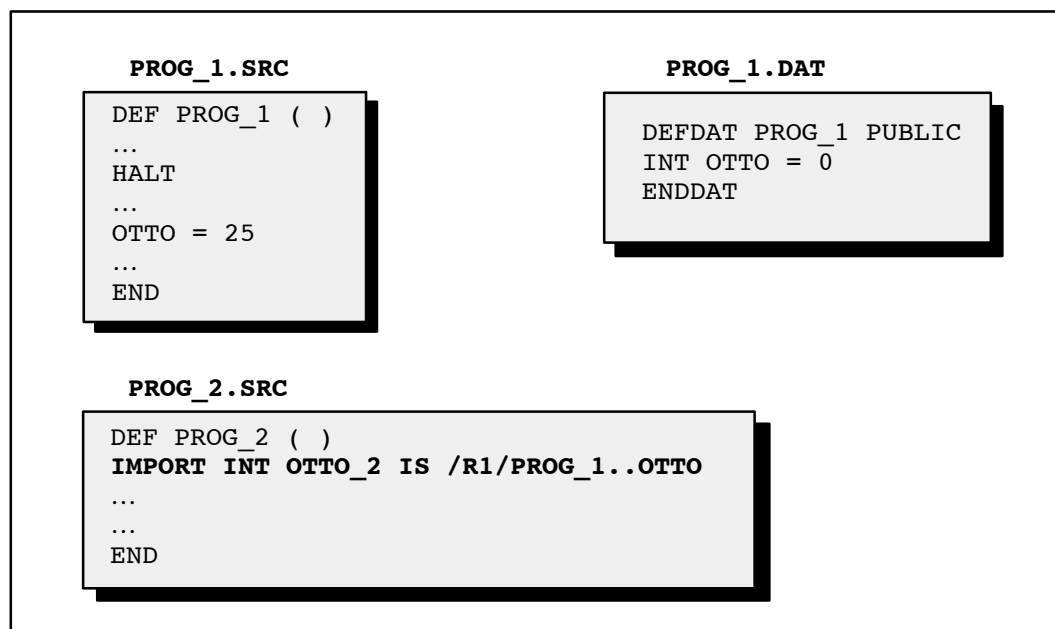 PROG_1.SRC
DEF PROG_1 ( )
...
HALT
...
OTTO = 25
...
END
PROG_1.DAT
DEFDAT PROG_1 PUBLIC
INT OTTO = 0
ENDDAT
PROG_2.SRC
DEF PROG_2 ( )
IMPORT INT OTTO_2 IS /R1/PROG_1..OTTO
...
...
END